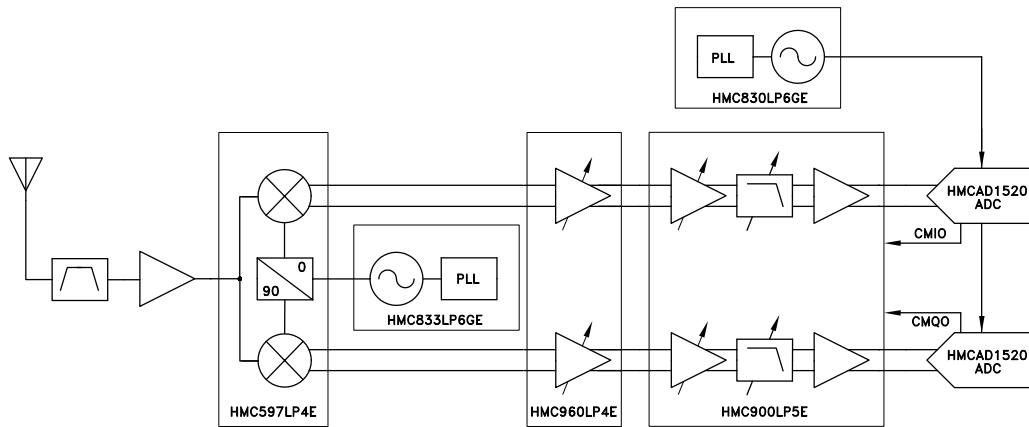 PLL
HMC830LP6GE
HMCAD1520
ADC
CMIO
0
90
PLL
HMC833LP6GE
CMQO
HMCAD1520
ADC
HMC597LP4E
HMC960LP4E
HMC900LP5E